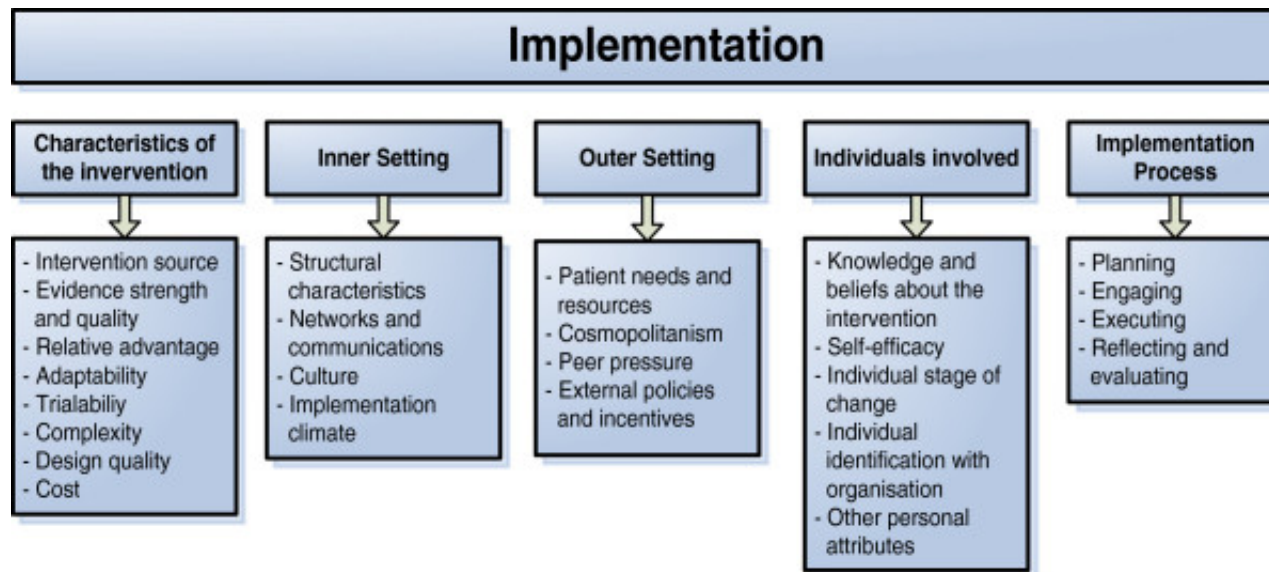 Implementation
Characteristics of
the invervention
- Intervention source
- Evidence strength
and quality
- Relative advantage
- Adaptability
- Trialabiliy
- Complexity
- Design quality
- Cost
Inner Setting
- Structural
characteristics
- Networks and
communications
- Culture
- Implementation
climate
Outer Setting
- Patient needs and
resources
- Cosmopolitanism
- Peer pressure
- External policies
and incentives
Individuals involved
- Knowledge and
beliefs about the
intervention
- Self-efficacy
- Individual stage of
change
- Individual
identification with
organisation
- Other personal
attributes
Implementation
Process
- Planning
- Engaging
- Executing
- Reflecting and
evaluating